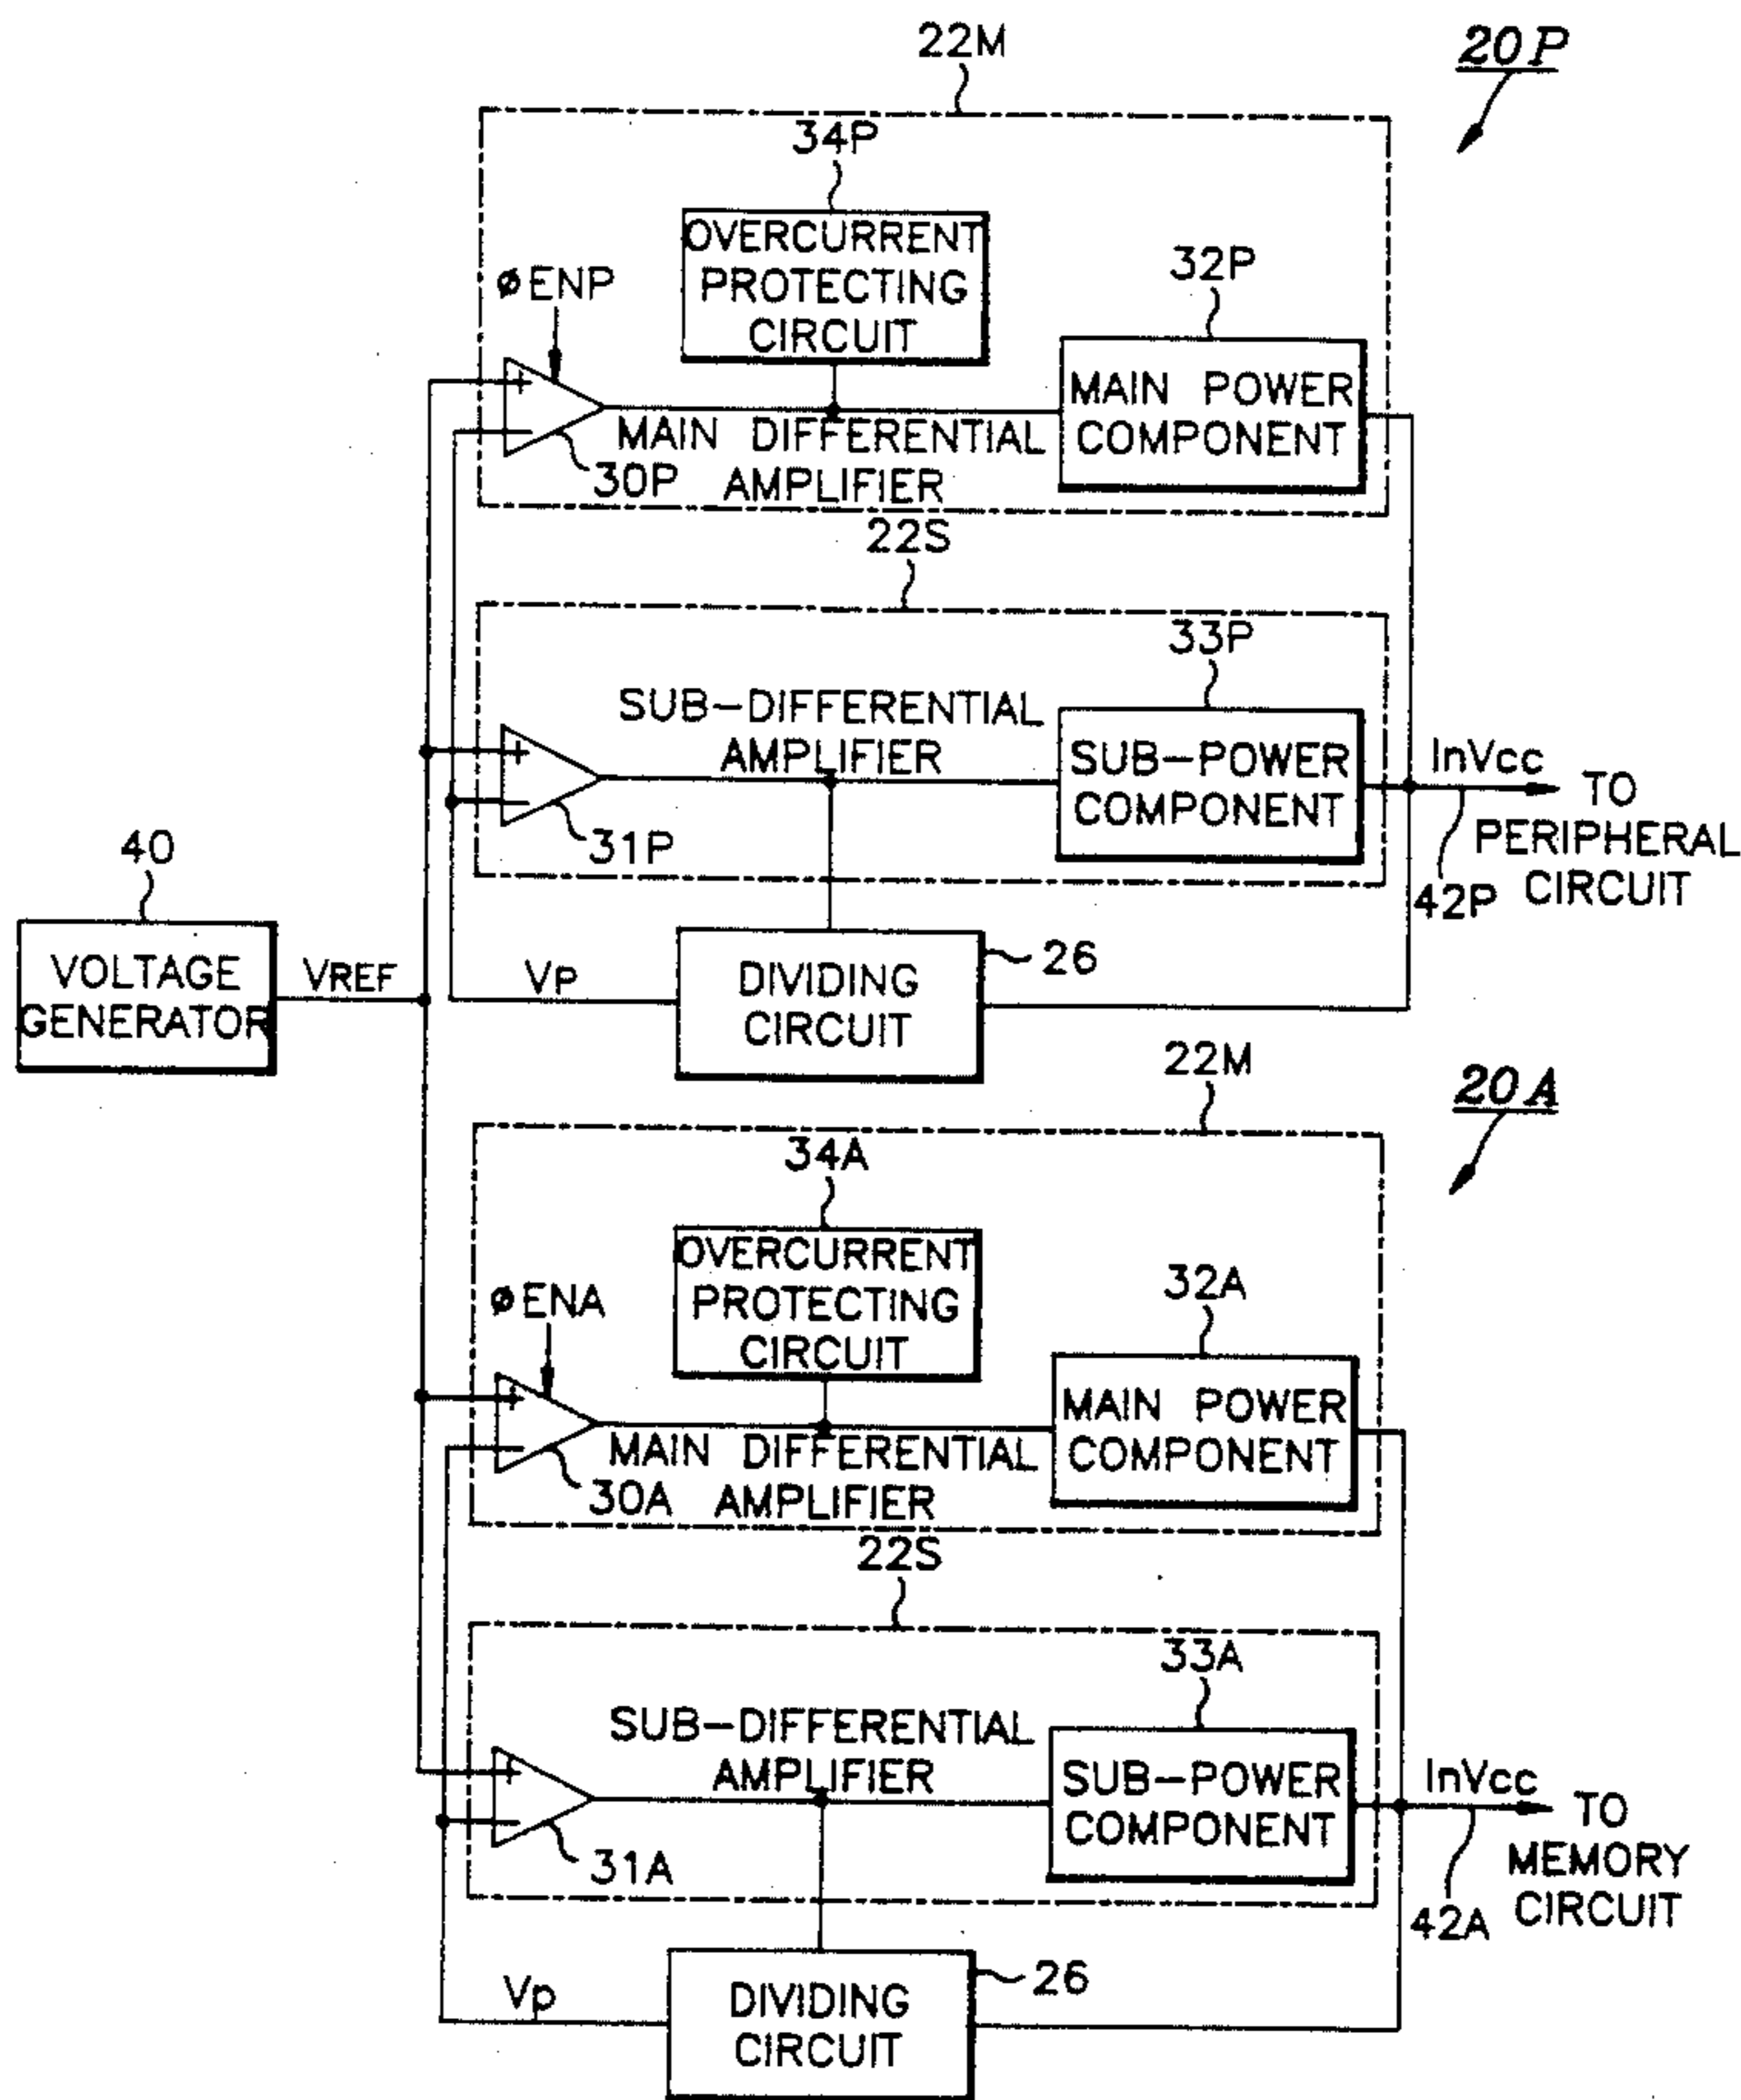 22M
20P
34P
OVERCURRENT
PROTECTING
CIRCUIT
32P
øENP
+
−
MAIN POWER
COMPONENT
MAIN DIFFERENTIAL
AMPLIFIER
30P
22S
33P
SUB-DIFFERENTIAL
AMPLIFIER
+
−
SUB-POWER
COMPONENT
InVcc
TO
PERIPHERAL
CIRCUIT
31P
42P
40
VOLTAGE
GENERATOR
VREF
VP
DIVIDING
CIRCUIT
26
22M
20A
34A
OVERCURRENT
PROTECTING
CIRCUIT
32A
øENA
+
−
MAIN POWER
COMPONENT
MAIN DIFFERENTIAL
AMPLIFIER
30A
22S
33A
SUB-DIFFERENTIAL
AMPLIFIER
+
−
SUB-POWER
COMPONENT
InVcc
TO
MEMORY
CIRCUIT
31A
42A
Vp
DIVIDING
CIRCUIT
26